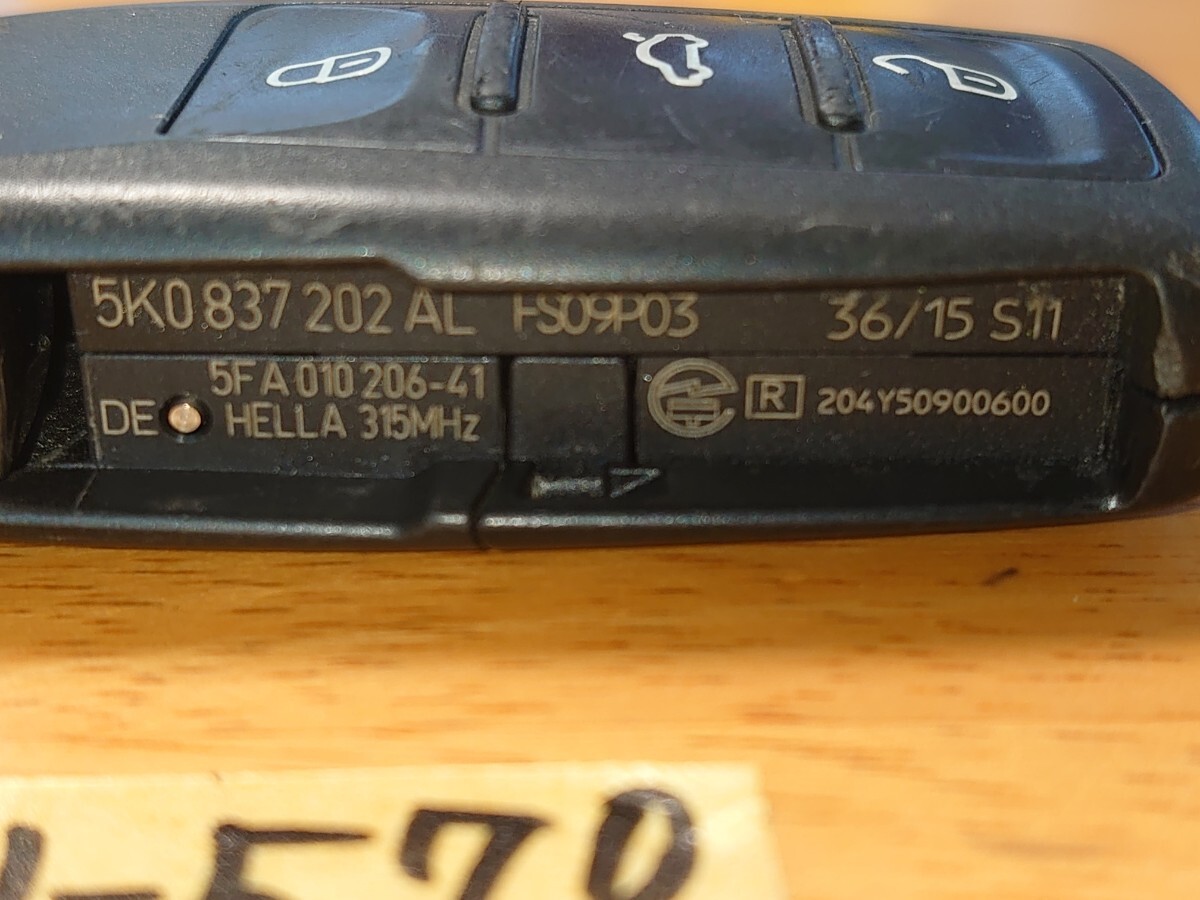 5K0 837 202 AL FS09P03 36/15 S11
5FA 010 206-41
DE HELLA 315MHz
R 204Y50900600
-570